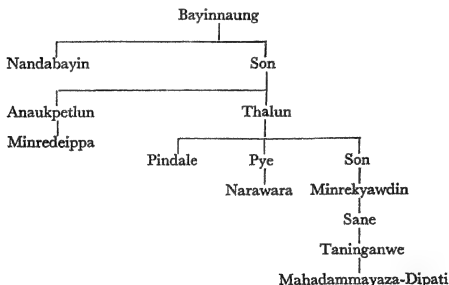 Bayinnaung
Nandabayin Son
Anaukpetlun Thalun
Minredeippa
Pindale Pye Son
Narawara Minrekyawdin
Sane
Taninganwe
Mahadammayaza-Dipati